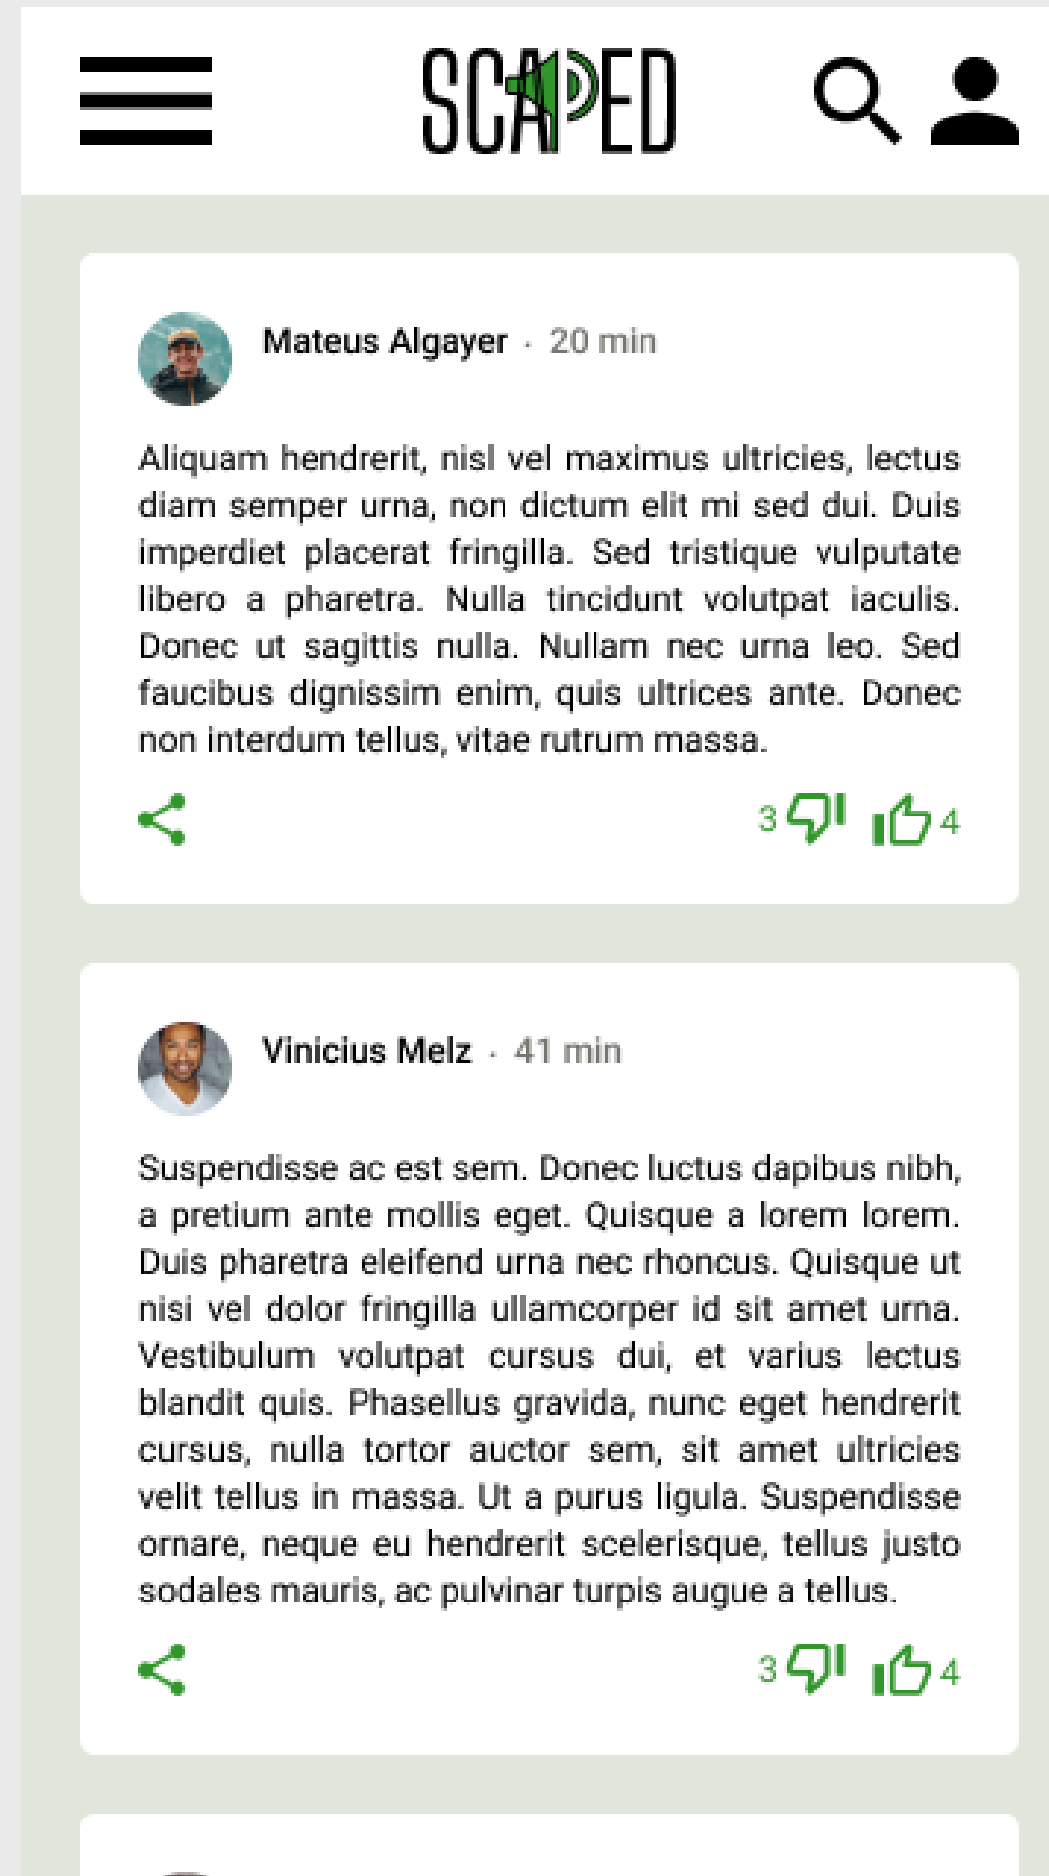 SCAPED
Mateus Algayer · 20 min
Aliquam hendrerit, nisl vel maximus ultricies, lectus
diam semper urna, non dictum elit mi sed dui. Duis
imperdiet placerat fringilla. Sed tristique vulputate
libero a pharetra. Nulla tincidunt volutpat iaculis.
Donec ut sagittis nulla. Nullam nec urna leo. Sed
faucibus dignissim enim, quis ultrices ante. Donec
non interdum tellus, vitae rutrum massa.
3 4
Vinicius Melz · 41 min
Suspendisse ac est sem. Donec luctus dapibus nibh,
a pretium ante mollis eget. Quisque a lorem lorem.
Duis pharetra eleifend urna nec rhoncus. Quisque ut
nisi vel dolor fringilla ullamcorper id sit amet urna.
Vestibulum volutpat cursus dui, et varius lectus
blandit quis. Phasellus gravida, nunc eget hendrerit
cursus, nulla tortor auctor sem, sit amet ultricies
velit tellus in massa. Ut a purus ligula. Suspendisse
ornare, neque eu hendrerit scelerisque, tellus justo
sodales mauris, ac pulvinar turpis augue a tellus.
3 4